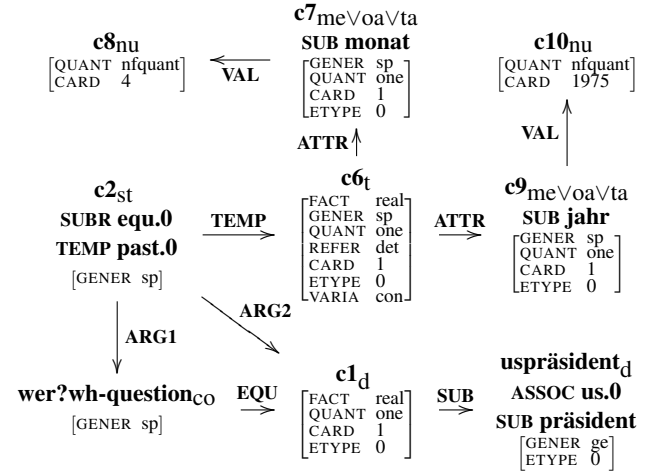 c7me∨oa∨ta
SUB monat
[GENER sp
QUANT one
CARD 1
ETYPE 0]
c8nu
[QUANT nfquant
CARD 4]
VAL
c10nu
[QUANT nfquant
CARD 1975]
ATTR
VAL
c2st
SUBR equ.0
TEMP past.0
[GENER sp]
TEMP
c6t
[FACT real
GENER sp
QUANT one
REFER det
CARD 1
ETYPE 0
VARIA con]
ATTR
c9me∨oa∨ta
SUB jahr
[GENER sp
QUANT one
CARD 1
ETYPE 0]
ARG1
ARG2
wer?wh-questionco
[GENER sp]
EQU
c1d
[FACT real
QUANT one
CARD 1
ETYPE 0]
SUB
uspräsidentd
ASSOC us.0
SUB präsident
[GENER ge
ETYPE 0]